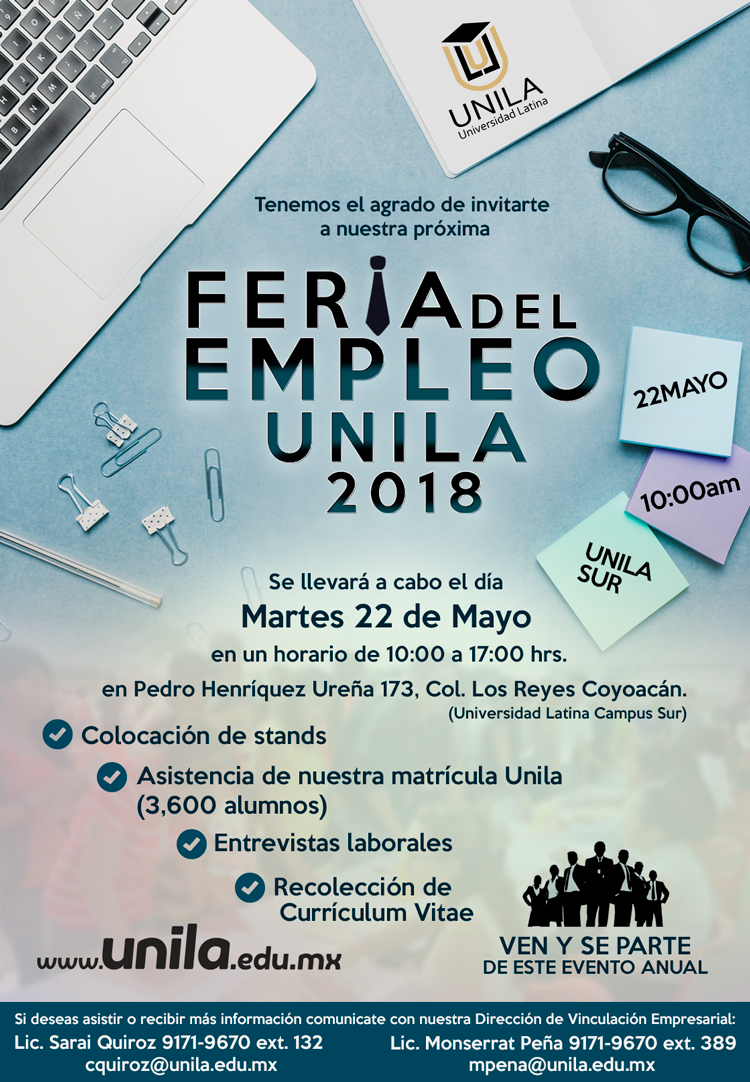 UNILA
Universidad Latina
Tenemos el agrado de invitarte
a nuestra próxima
FERIA DEL
EMPLEO
UNILA
2018
22MAYO
10:00am
UNILA
SUR
Se llevará a cabo el día
Martes 22 de Mayo
en un horario de 10:00 a 17:00 hrs.
en Pedro Henríquez Ureña 173, Col. Los Reyes Coyoacán.
(Universidad Latina Campus Sur)
Colocación de stands
Asistencia de nuestra matrícula Unila
(3,600 alumnos)
Entrevistas laborales
Recolección de
Currículum Vitae
www.unila.edu.mx
VEN Y SE PARTE
DE ESTE EVENTO ANUAL
Si deseas asistir o recibir más información comunicate con nuestra Dirección de Vinculación Empresarial:
Lic. Sarai Quiroz 9171-9670 ext. 132
cquiroz@unila.edu.mx
Lic. Monserrat Peña 9171-9670 ext. 389
mpena@unila.edu.mx